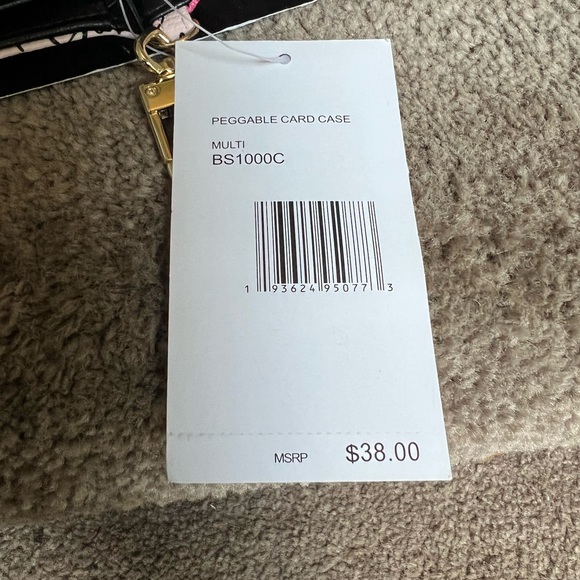 PEGGABLE CARD CASE
MULTI
BS1000C
1 93624 95077 3
MSRP $38.00